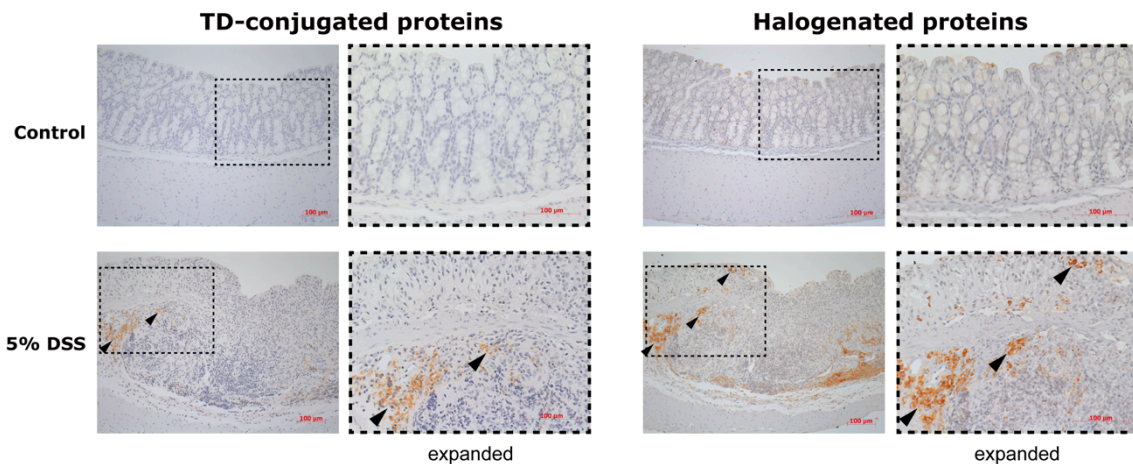 TD-conjugated proteins
Halogenated proteins
Control
100 µm
100 µm
100 µm
100 µm
5% DSS
100 µm
100 µm
100 µm
100 µm
expanded
expanded